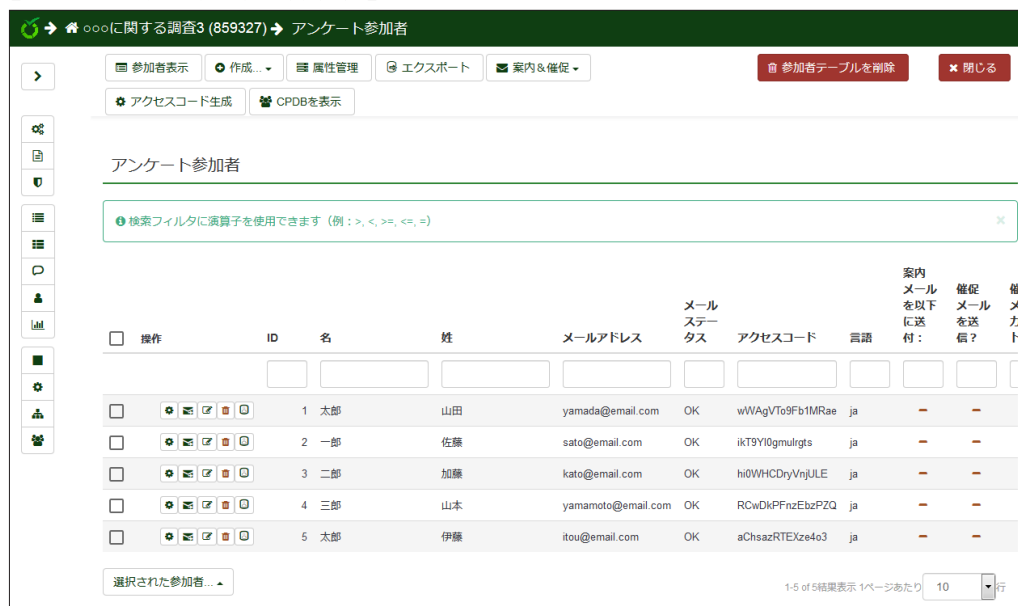 ○○○に関する調査3 (859327) アンケート参加者
参加者表示 作成... 属性管理 エクスポート 案内＆催促 参加者テーブルを削除 閉じる
アクセスコード生成 CPDBを表示
アンケート参加者
検索フィルタに演算子を使用できます（例：>, <, >=, <=, =）
操作 ID 名 姓 メールアドレス メールステータス アクセスコード 言語 案内メールを以下に送付： 催促メールを送信？
1 太郎 山田 yamada@email.com OK wWAgVTo9Fb1MRae ja
2 一郎 佐藤 sato@email.com OK ikT9YI0gmulrgts ja
3 二郎 加藤 kato@email.com OK hi0WHCDryVnjULE ja
4 三郎 山本 yamamoto@email.com OK RCwDkPFnzEbzPZQ ja
5 太郎 伊藤 itou@email.com OK aChsazRTEXze4o3 ja
選択された参加者...
1-5 of 5結果表示 1ページあたり 10 行